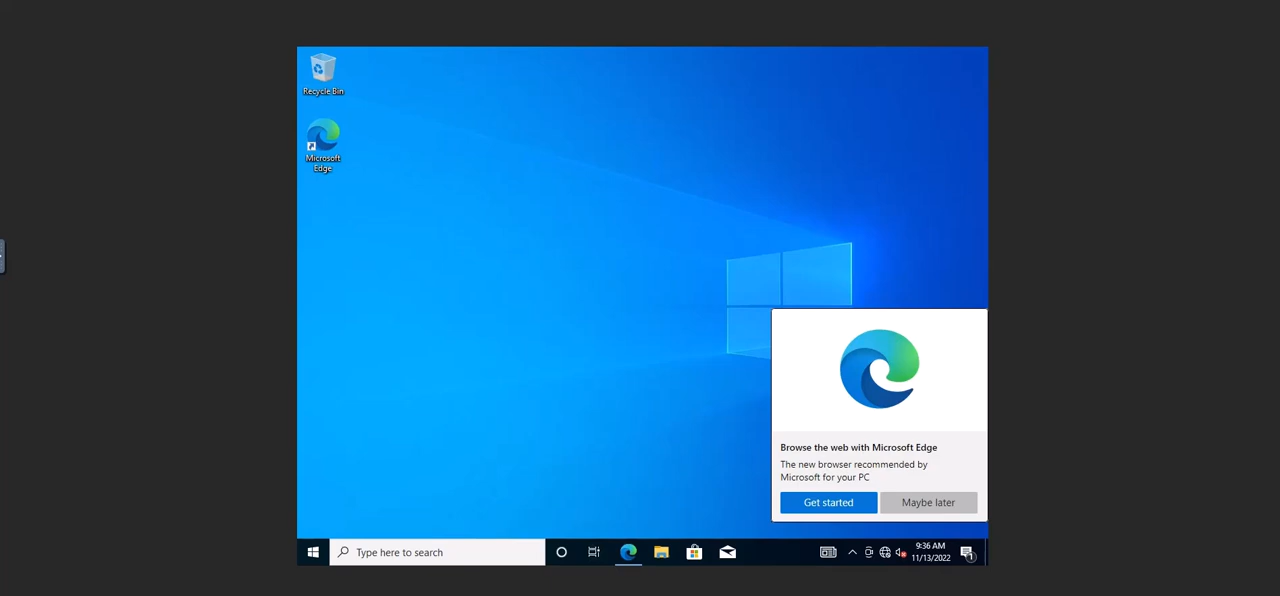 Recycle Bin
Microsoft
Edge
Browse the web with Microsoft Edge
The new browser recommended by
Microsoft for your PC
Get started
Maybe later
Type here to search
9:36 AM
11/13/2022
1